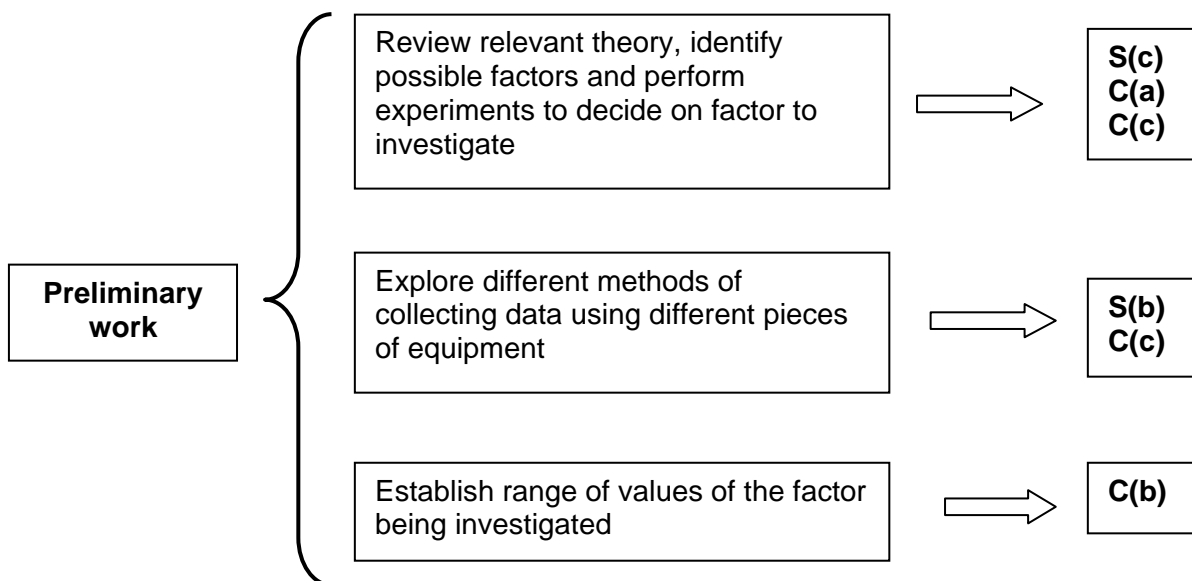 Review relevant theory, identify
possible factors and perform
experiments to decide on factor to
investigate
S(c)
C(a)
C(c)
Preliminary
work
Explore different methods of
collecting data using different pieces
of equipment
S(b)
C(c)
Establish range of values of the factor
being investigated
C(b)